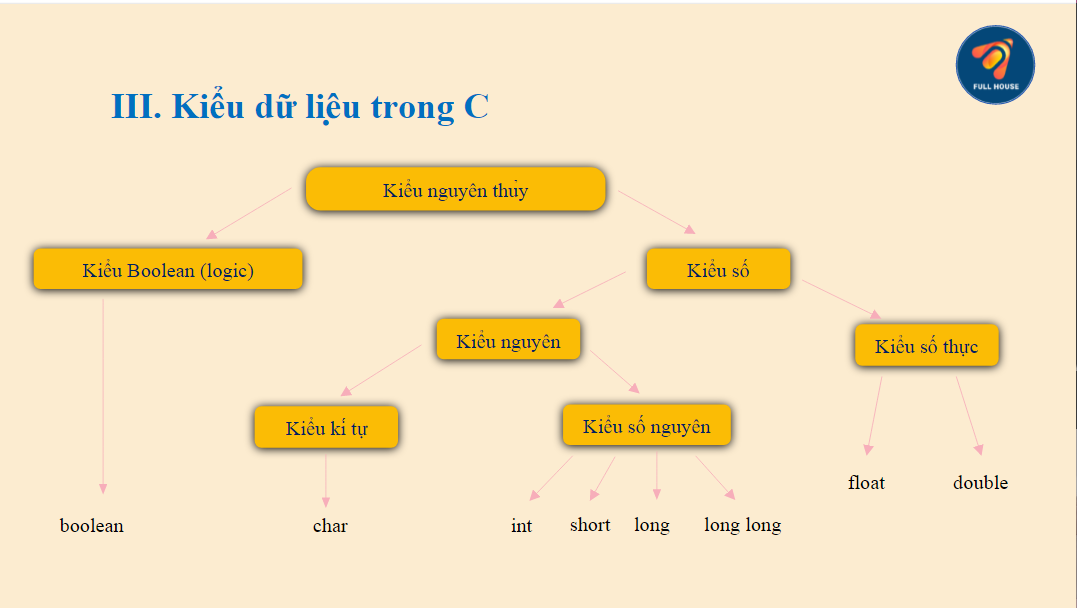 FULL HOUSE
III. Kiểu dữ liệu trong C
Kiểu nguyên thủy
Kiểu Boolean (logic)
Kiểu số
Kiểu nguyên
Kiểu số thực
Kiểu kí tự
Kiểu số nguyên
float
double
boolean
char
int
short
long
long long